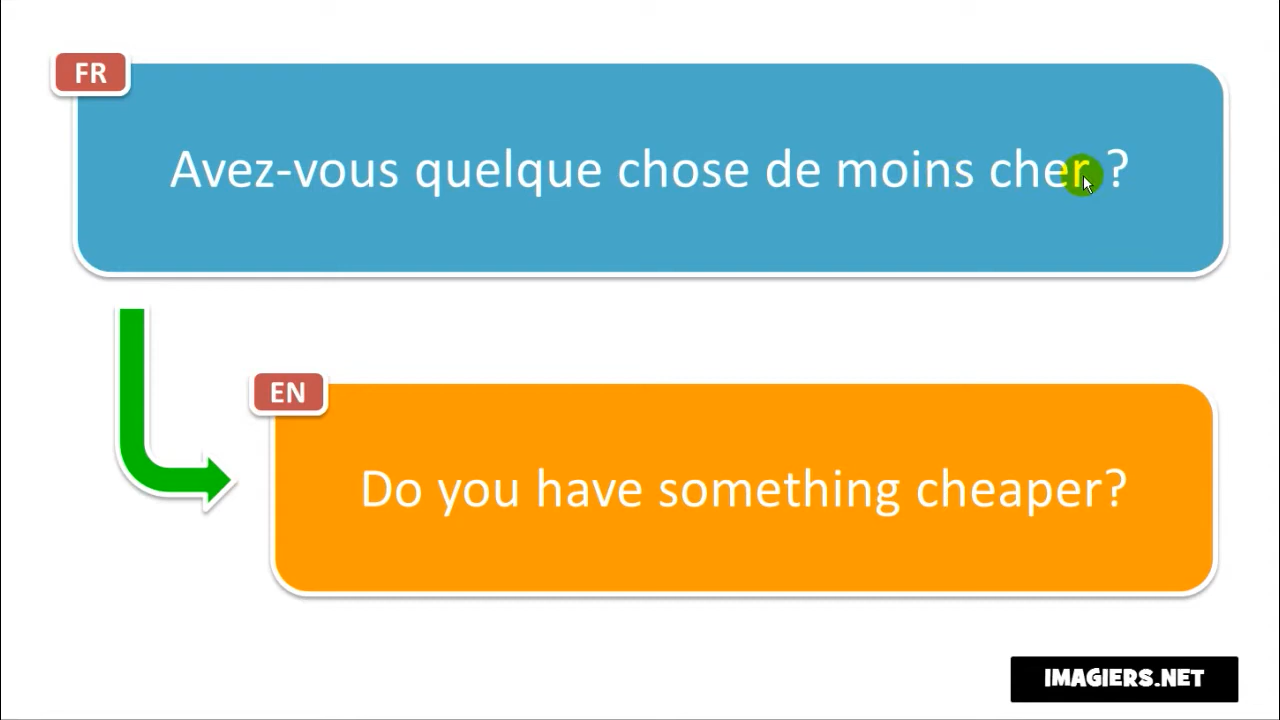 FR
Avez-vous quelque chose de moins cher ?
EN
Do you have something cheaper?
IMAGIERS.NET